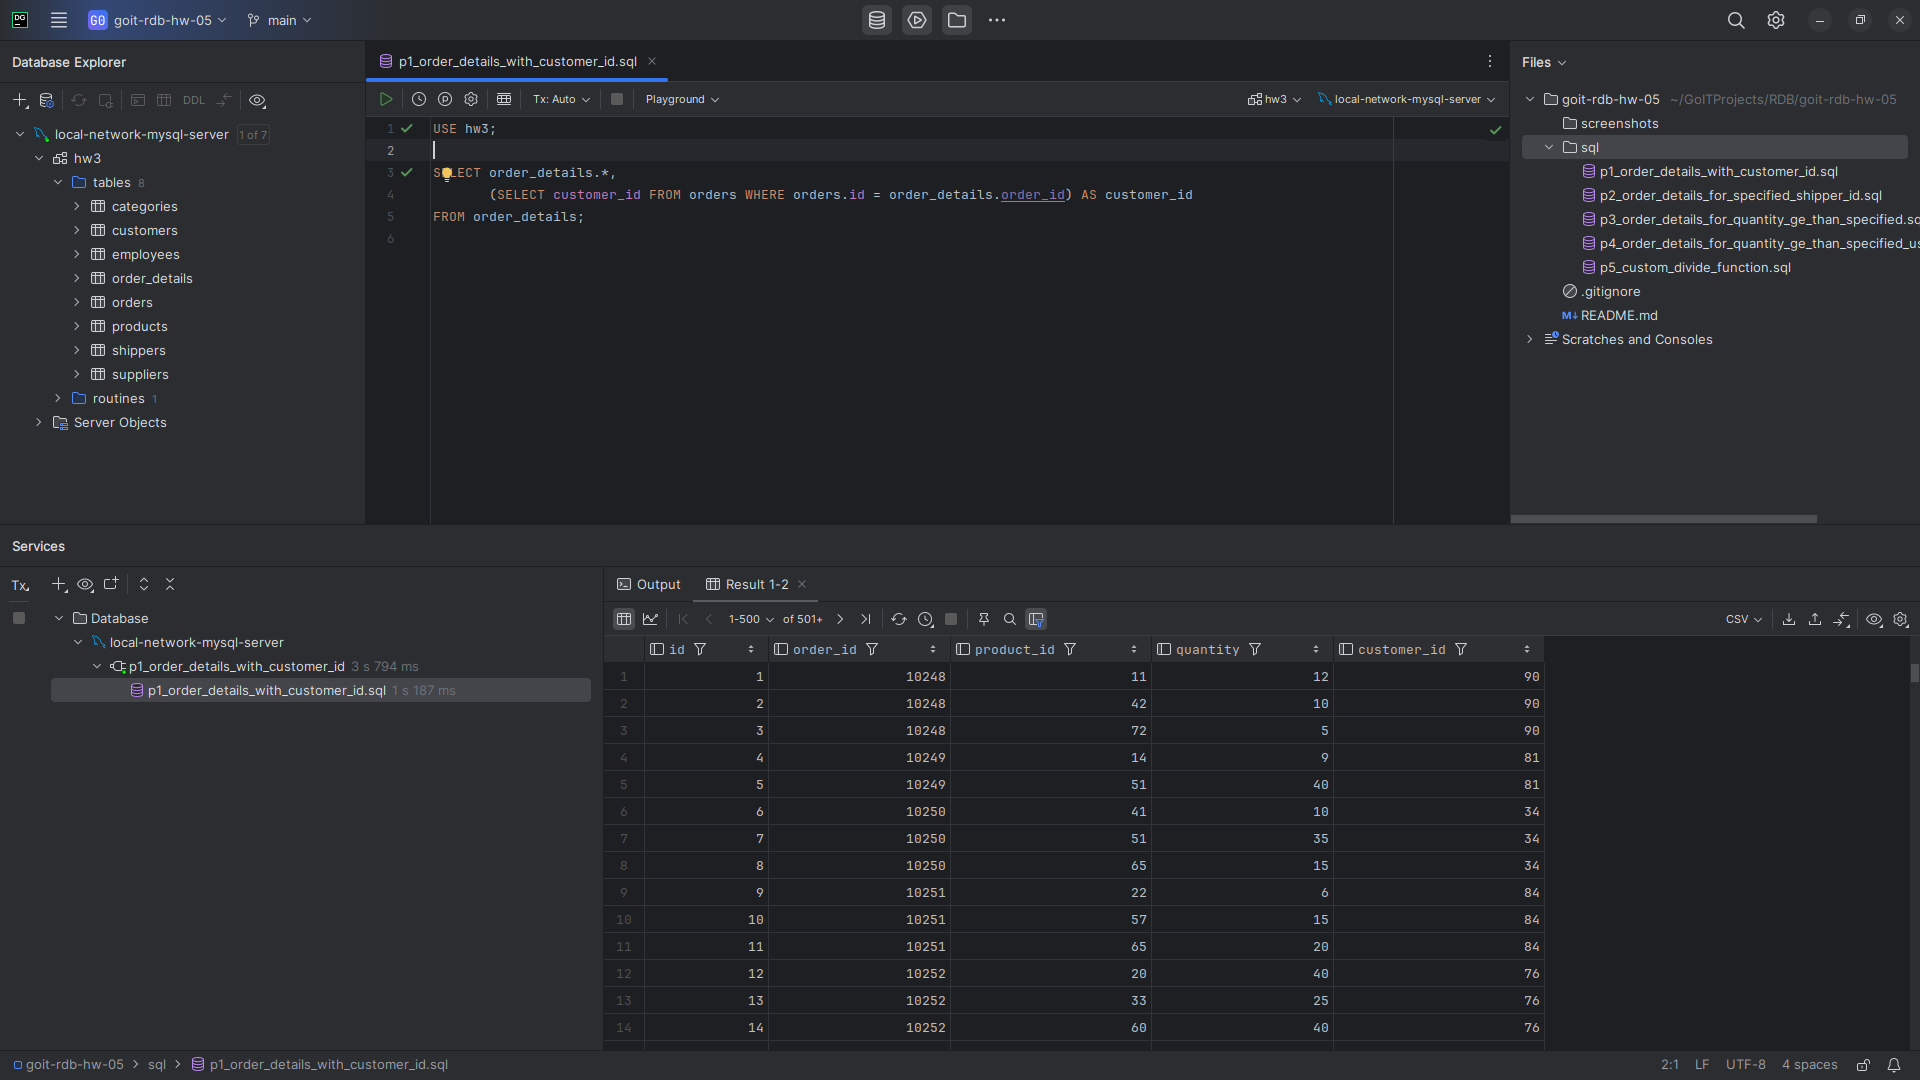 DG
GO goit-rdb-hw-05 main
Database Explorer
DDL
local-network-mysql-server 1 of 7
hw3
tables 8
categories
customers
employees
order_details
orders
products
shippers
suppliers
routines 1
Server Objects
p1_order_details_with_customer_id.sql
Tx: Auto Playground hw3 local-network-mysql-server
1 USE hw3;
2
3 SELECT order_details.*,
4 (SELECT customer_id FROM orders WHERE orders.id = order_details.order_id) AS customer_id
5 FROM order_details;
6
Files
goit-rdb-hw-05 ~/GoITProjects/RDB/goit-rdb-hw-05
screenshots
sql
p1_order_details_with_customer_id.sql
p2_order_details_for_specified_shipper_id.sql
p3_order_details_for_quantity_ge_than_specified.sq
p4_order_details_for_quantity_ge_than_specified_us
p5_custom_divide_function.sql
.gitignore
M↓ README.md
Scratches and Consoles
Services
Tx
Database
local-network-mysql-server
p1_order_details_with_customer_id 3 s 794 ms
p1_order_details_with_customer_id.sql 1 s 187 ms
Output Result 1-2
1-500 of 501+ CSV
id order_id product_id quantity customer_id
1 1 10248 11 12 90
2 2 10248 42 10 90
3 3 10248 72 5 90
4 4 10249 14 9 81
5 5 10249 51 40 81
6 6 10250 41 10 34
7 7 10250 51 35 34
8 8 10250 65 15 34
9 9 10251 22 6 84
10 10 10251 57 15 84
11 11 10251 65 20 84
12 12 10252 20 40 76
13 13 10252 33 25 76
14 14 10252 60 40 76
goit-rdb-hw-05 sql p1_order_details_with_customer_id.sql 2:1 LF UTF-8 4 spaces